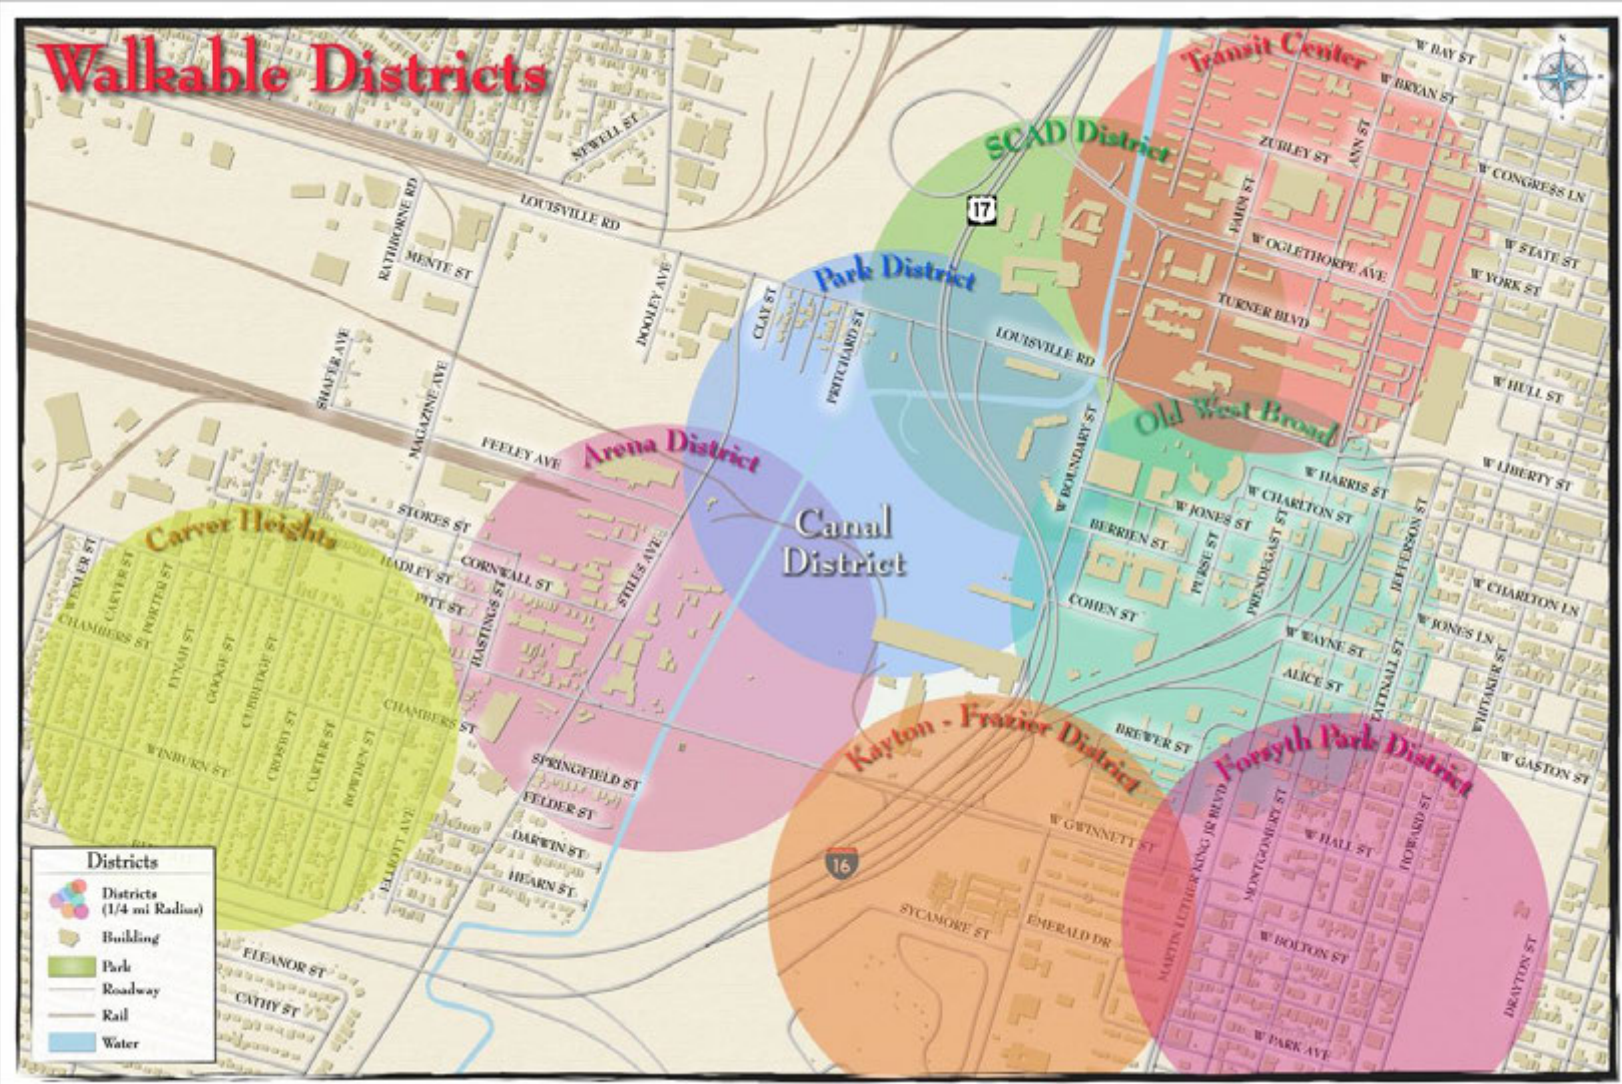 Walkable Districts
Transit Center
W BAY ST
W BRYAN ST
N
NEWELL ST
SCAD District
ZUBLEY ST
ANN ST
W CONGRESS LN
RATHBORNE RD
LOUISVILLE RD
17
FAHM ST
W OGLETHORPE AVE
W STATE ST
W YORK ST
MENTE ST
DOOLEY AVE
Park District
CLAY ST
PRITCHARD ST
TURNER BLVD
LOUISVILLE RD
SHAFER AVE
MAGAZINE AVE
W HULL ST
Old West Broad
W BOUNDARY ST
FEELEY AVE
Arena District
W HARRIS ST
W LIBERTY ST
W CHARLTON ST
W JONES ST
STOKES ST
Carver Heights
Canal
District
BERRIEN ST
PURSE ST
PRENDEGAST ST
JEFFERSON ST
WEXLER ST
CARVER ST
PORTER ST
HADLEY ST
CORNWALL ST
PITT ST
HASTINGS ST
STILES AVE
COHEN ST
W CHARLTON LN
W JONES LN
CHAMBERS ST
LYNAH ST
GOODGE ST
CUBBEDGE ST
W WAYNE ST
ALICE ST
TATTNALL ST
WHITAKER ST
CHAMBERS ST
CROSBY ST
CARTER ST
BOWDEN ST
WINBURN ST
Kayton - Frazier District
BREWER ST
Forsyth Park District
W GASTON ST
SPRINGFIELD ST
FELDER ST
DARWIN ST
HEARN ST
ELLIOTT AVE
16
W GWINNETT ST
MARTIN LUTHER KING JR BLVD
MONTGOMERY ST
W HALL ST
HOWARD ST
SYCAMORE ST
EMERALD DR
W BOLTON ST
DRAYTON ST
W PARK AVE
ELEANOR ST
CATHY ST
Districts
Districts
(1/4 mi Radius)
Building
Park
Roadway
Rail
Water